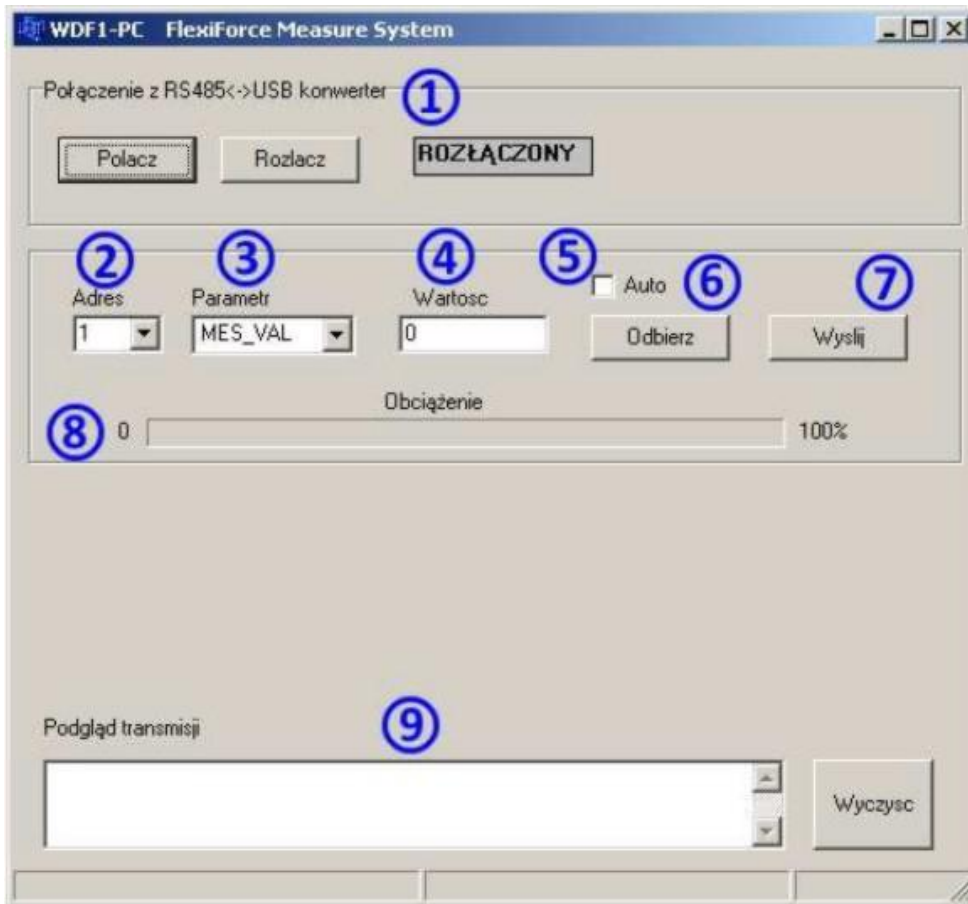 WDF1-PC FlexiForce Measure System
Połączenie z RS485<->USB konwerter 1
Polacz Rozlacz ROZŁĄCZONY
2 3 4 5 Auto 6 7
Adres Parametr Wartosc
1 MES_VAL 0 Odbierz Wyslij
Obciążenie
8 0 100%
Podgląd transmisji 9
Wyczysc